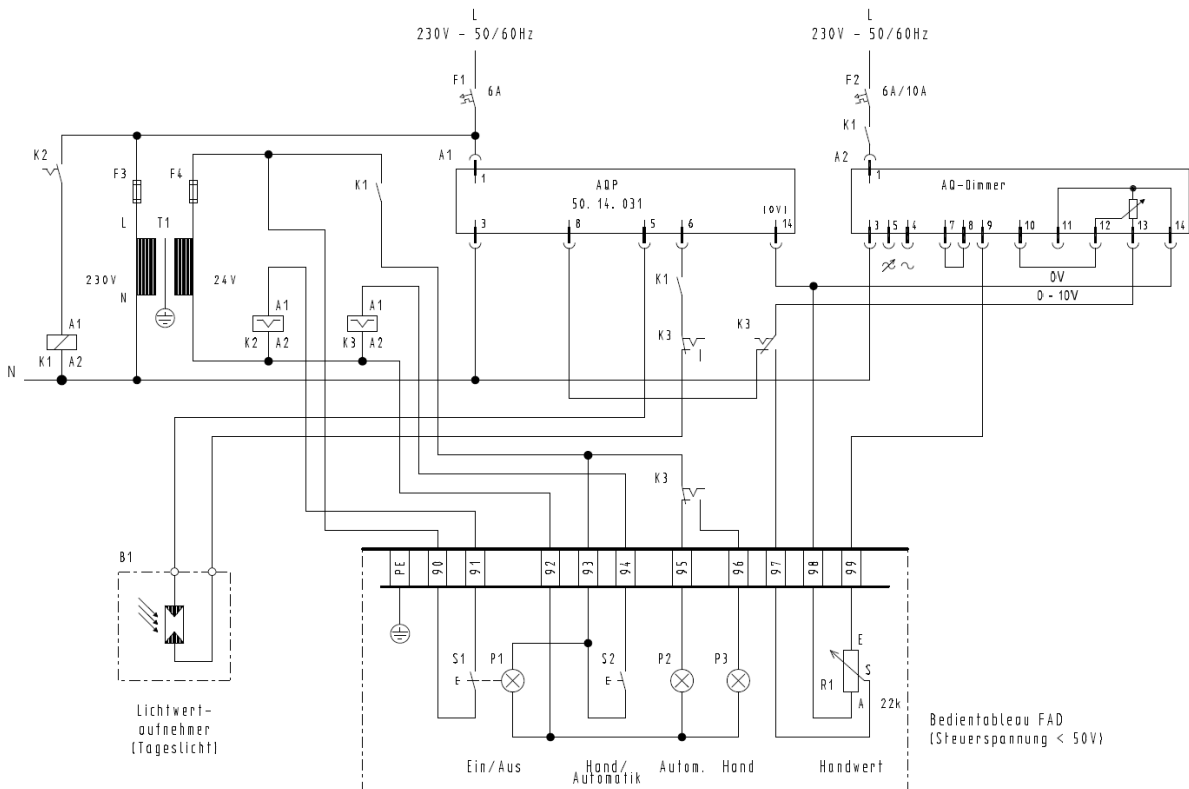 L
230V - 50/60Hz
L
230V - 50/60Hz
F1
6A
F2
6A/10A
K1
K2
A1
A2
F3
F4
K1
1
AQP
50. 14. 031
(0V)
3
8
5
6
14
1
AQ-Dimmer
3
5
4
7
8
9
10
11
12
13
14
L
T1
230V
24V
N
0V
0 - 10V
K1
A1
K2
A2
A1
K3
A2
K3
K3
A1
K1
A2
N
K3
B1
PE
90
91
92
93
94
95
96
97
98
99
S1
E
P1
S2
E
P2
P3
E
S
R1
A
22k
Lichtwert-
aufnehmer
(Tageslicht)
Bedientableau FAD
(Steuerspannung < 50V)
Ein/Aus
Hand/
Automatik
Autom.
Hand
Handwert